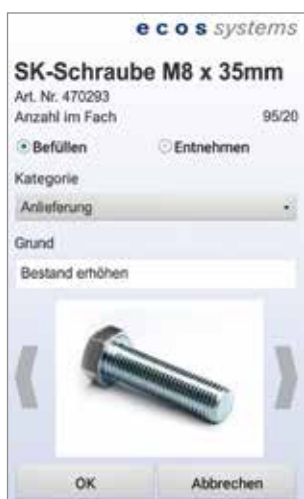 ecos systems
SK-Schraube M8 x 35mm
Art. Nr. 470293
Anzahl im Fach 95/20
Befüllen Entnehmen
Kategorie
Anlieferung
Grund
Bestand erhöhen
OK Abbrechen